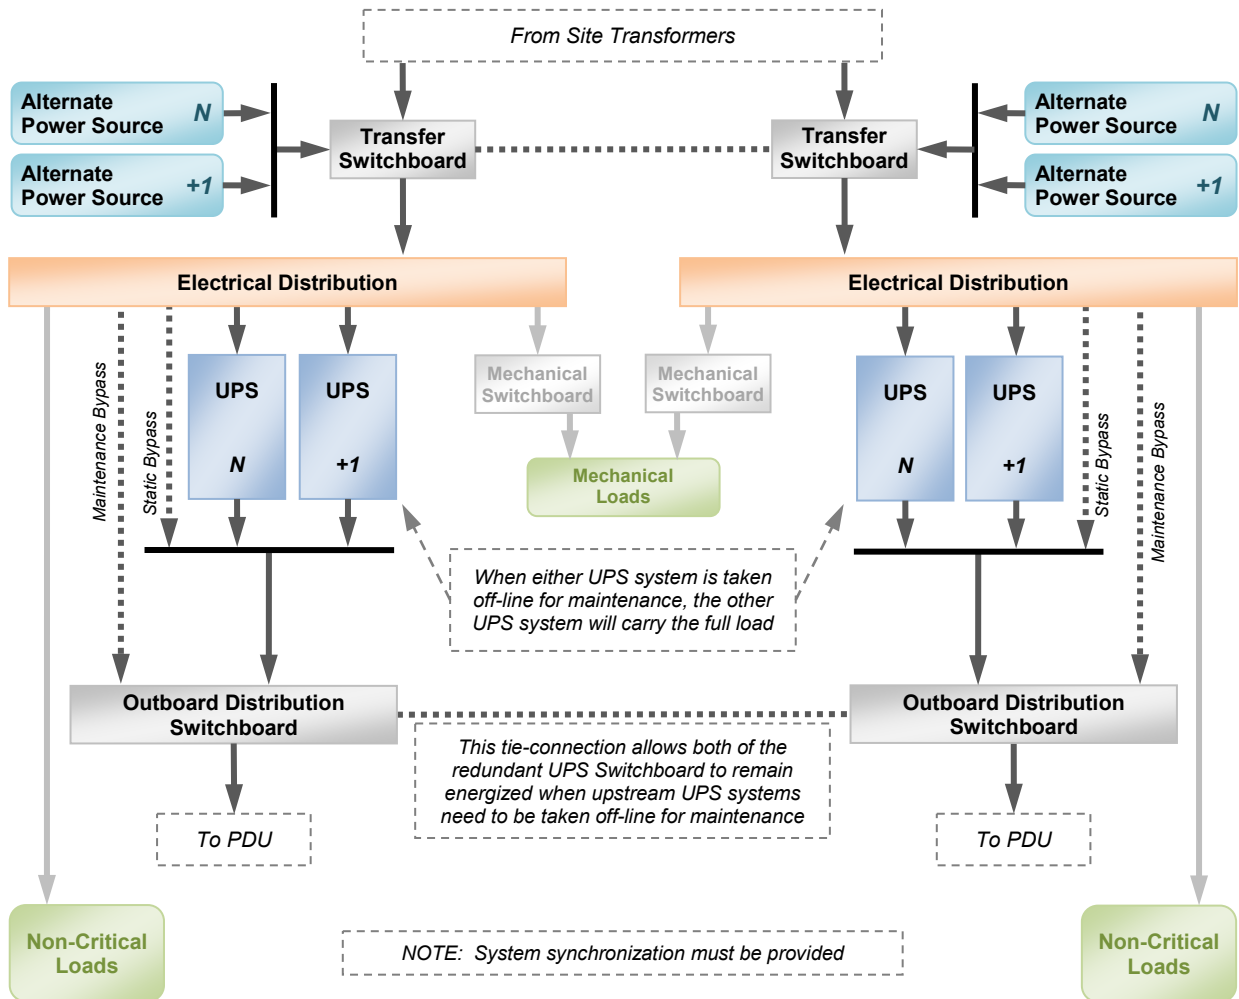 From Site Transformers
Alternate
Power Source N
Alternate
Power Source +1
Transfer
Switchboard
Transfer
Switchboard
Alternate
Power Source N
Alternate
Power Source +1
Electrical Distribution
Electrical Distribution
Maintenance Bypass
Static Bypass
UPS
N
UPS
+1
Mechanical
Switchboard
Mechanical
Switchboard
Mechanical
Loads
UPS
N
UPS
+1
Static Bypass
Maintenance Bypass
When either UPS system is taken
off-line for maintenance, the other
UPS system will carry the full load
Outboard Distribution
Switchboard
Outboard Distribution
Switchboard
This tie-connection allows both of the
redundant UPS Switchboard to remain
energized when upstream UPS systems
need to be taken off-line for maintenance
To PDU
To PDU
Non-Critical
Loads
NOTE: System synchronization must be provided
Non-Critical
Loads